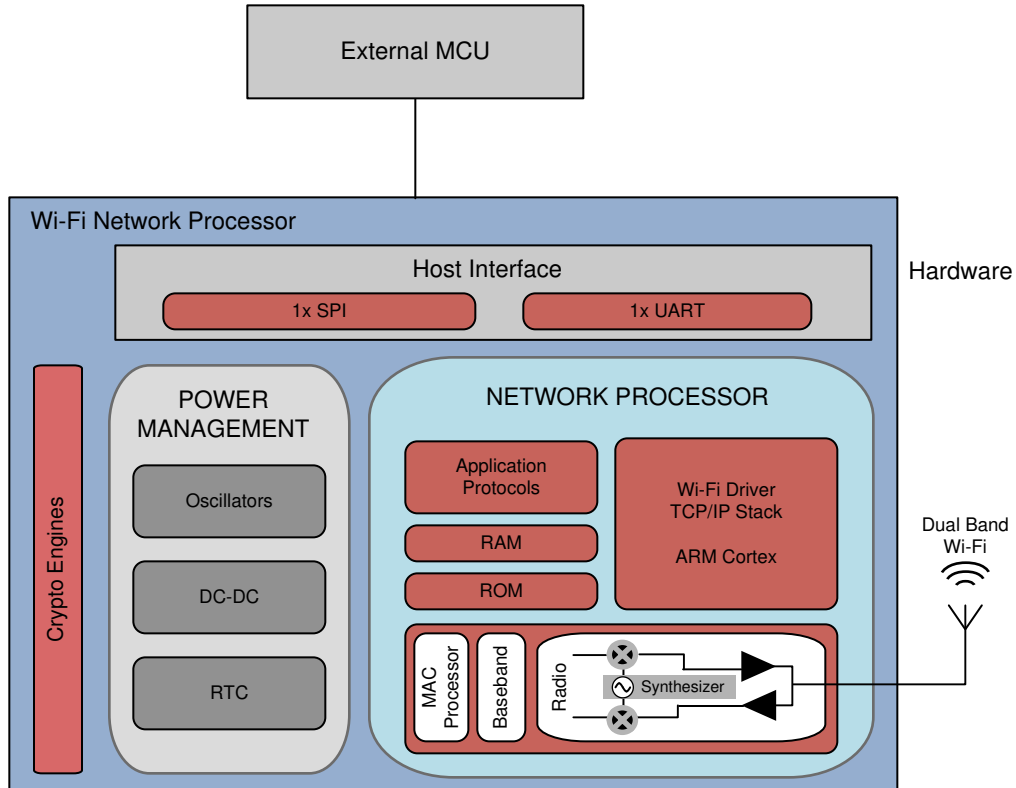 External MCU
Wi-Fi Network Processor
Host Interface
Hardware
1x SPI
1x UART
Crypto Engines
POWER
MANAGEMENT
Oscillators
DC-DC
RTC
NETWORK PROCESSOR
Application
Protocols
RAM
ROM
Wi-Fi Driver
TCP/IP Stack
ARM Cortex
MAC
Processor
Baseband
Radio
Synthesizer
Dual Band
Wi-Fi